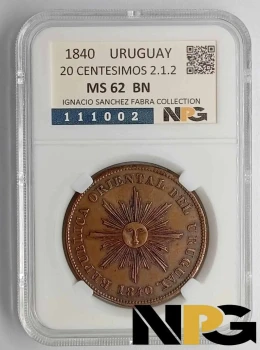 1840 URUGUAY
20 CENTESIMOS 2.1.2
MS 62 BN
IGNACIO SANCHEZ FABRA COLLECTION
111002 NPG
REPUBLICA ORIENTAL DEL URUGUAY
1840
NPG